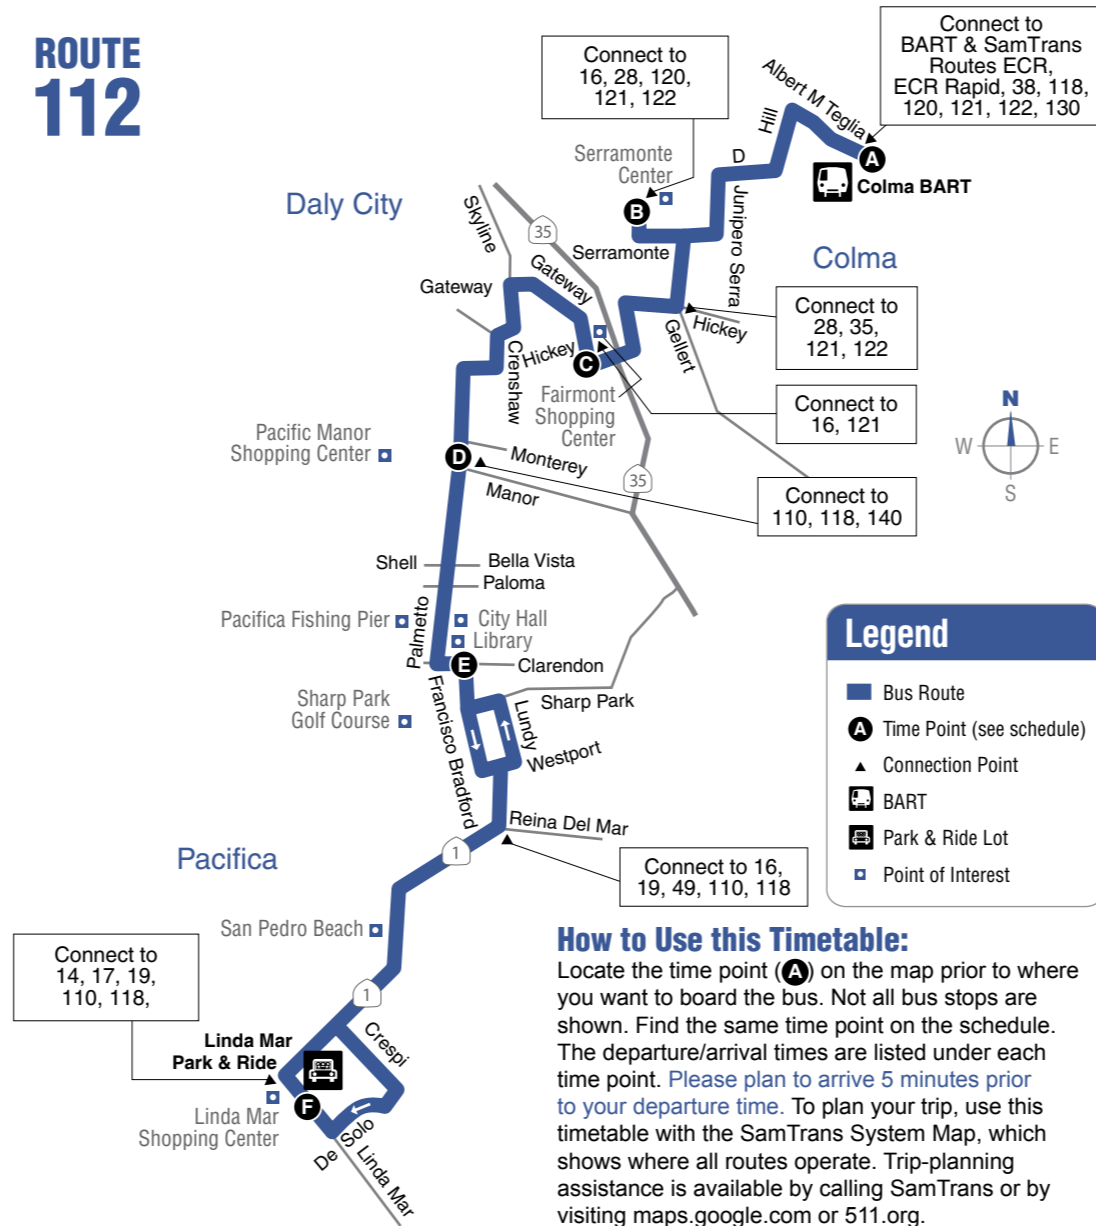 ROUTE
112
Connect to
16, 28, 120,
121, 122
Connect to
BART & SamTrans
Routes ECR,
ECR Rapid, 38, 118,
120, 121, 122, 130
Albert M Teglia
Hill
D
A
Colma BART
Serramonte
Center
B
Junipero Serra
Serramonte
Daly City
Colma
Skyline
35
Gateway
Gateway
Hickey
Gellert
Connect to
28, 35,
121, 122
Crenshaw
Hickey
C
Fairmont
Shopping
Center
Connect to
16, 121
N
W
E
S
Pacific Manor
Shopping Center
D
Monterey
Manor
35
Connect to
110, 118, 140
Shell
Bella Vista
Paloma
Pacifica Fishing Pier
Palmetto
City Hall
Library
E
Clarendon
Sharp Park
Golf Course
Francisco Bradford
Lundy
Sharp Park
Westport
Reina Del Mar
1
Connect to 16,
19, 49, 110, 118
Pacifica
San Pedro Beach
Connect to
14, 17, 19,
110, 118,
1
Crespi
Linda Mar
Park & Ride
F
Linda Mar
Shopping Center
De Solo
Linda Mar
Legend
Bus Route
A Time Point (see schedule)
Connection Point
BART
Park & Ride Lot
Point of Interest
How to Use this Timetable:
Locate the time point (A) on the map prior to where
you want to board the bus. Not all bus stops are
shown. Find the same time point on the schedule.
The departure/arrival times are listed under each
time point. Please plan to arrive 5 minutes prior
to your departure time. To plan your trip, use this
timetable with the SamTrans System Map, which
shows where all routes operate. Trip-planning
assistance is available by calling SamTrans or by
visiting maps.google.com or 511.org.